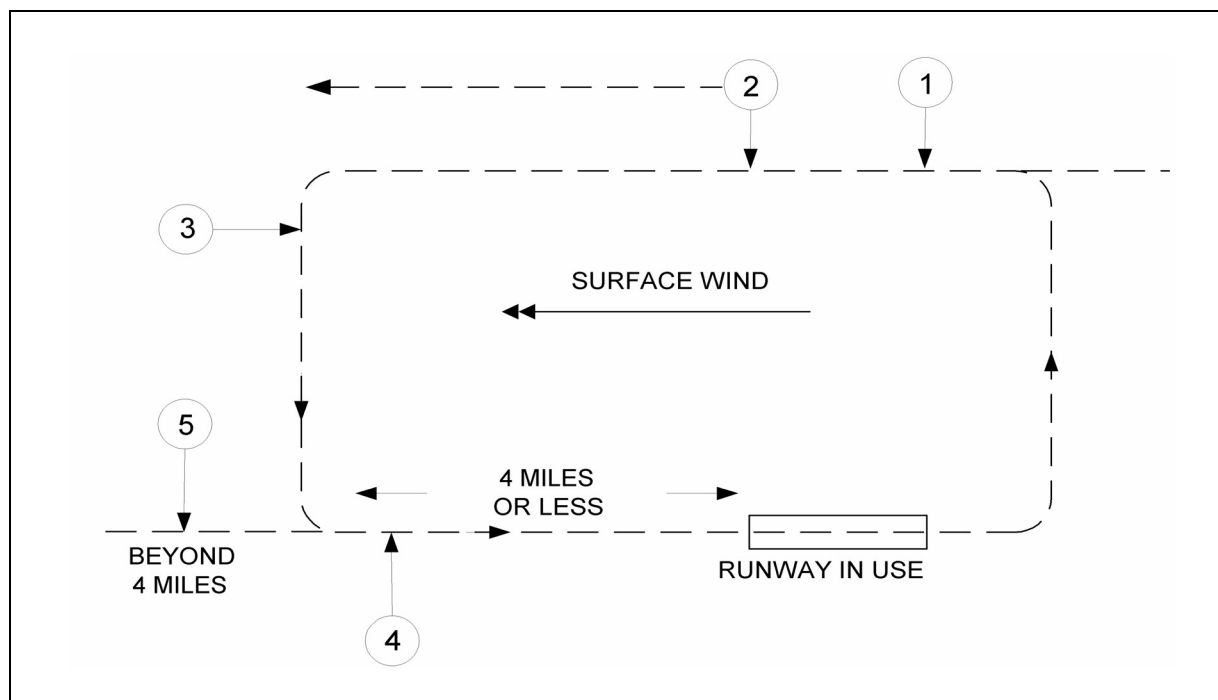 2
1
3
SURFACE WIND
5
4 MILES
OR LESS
BEYOND
4 MILES
RUNWAY IN USE
4